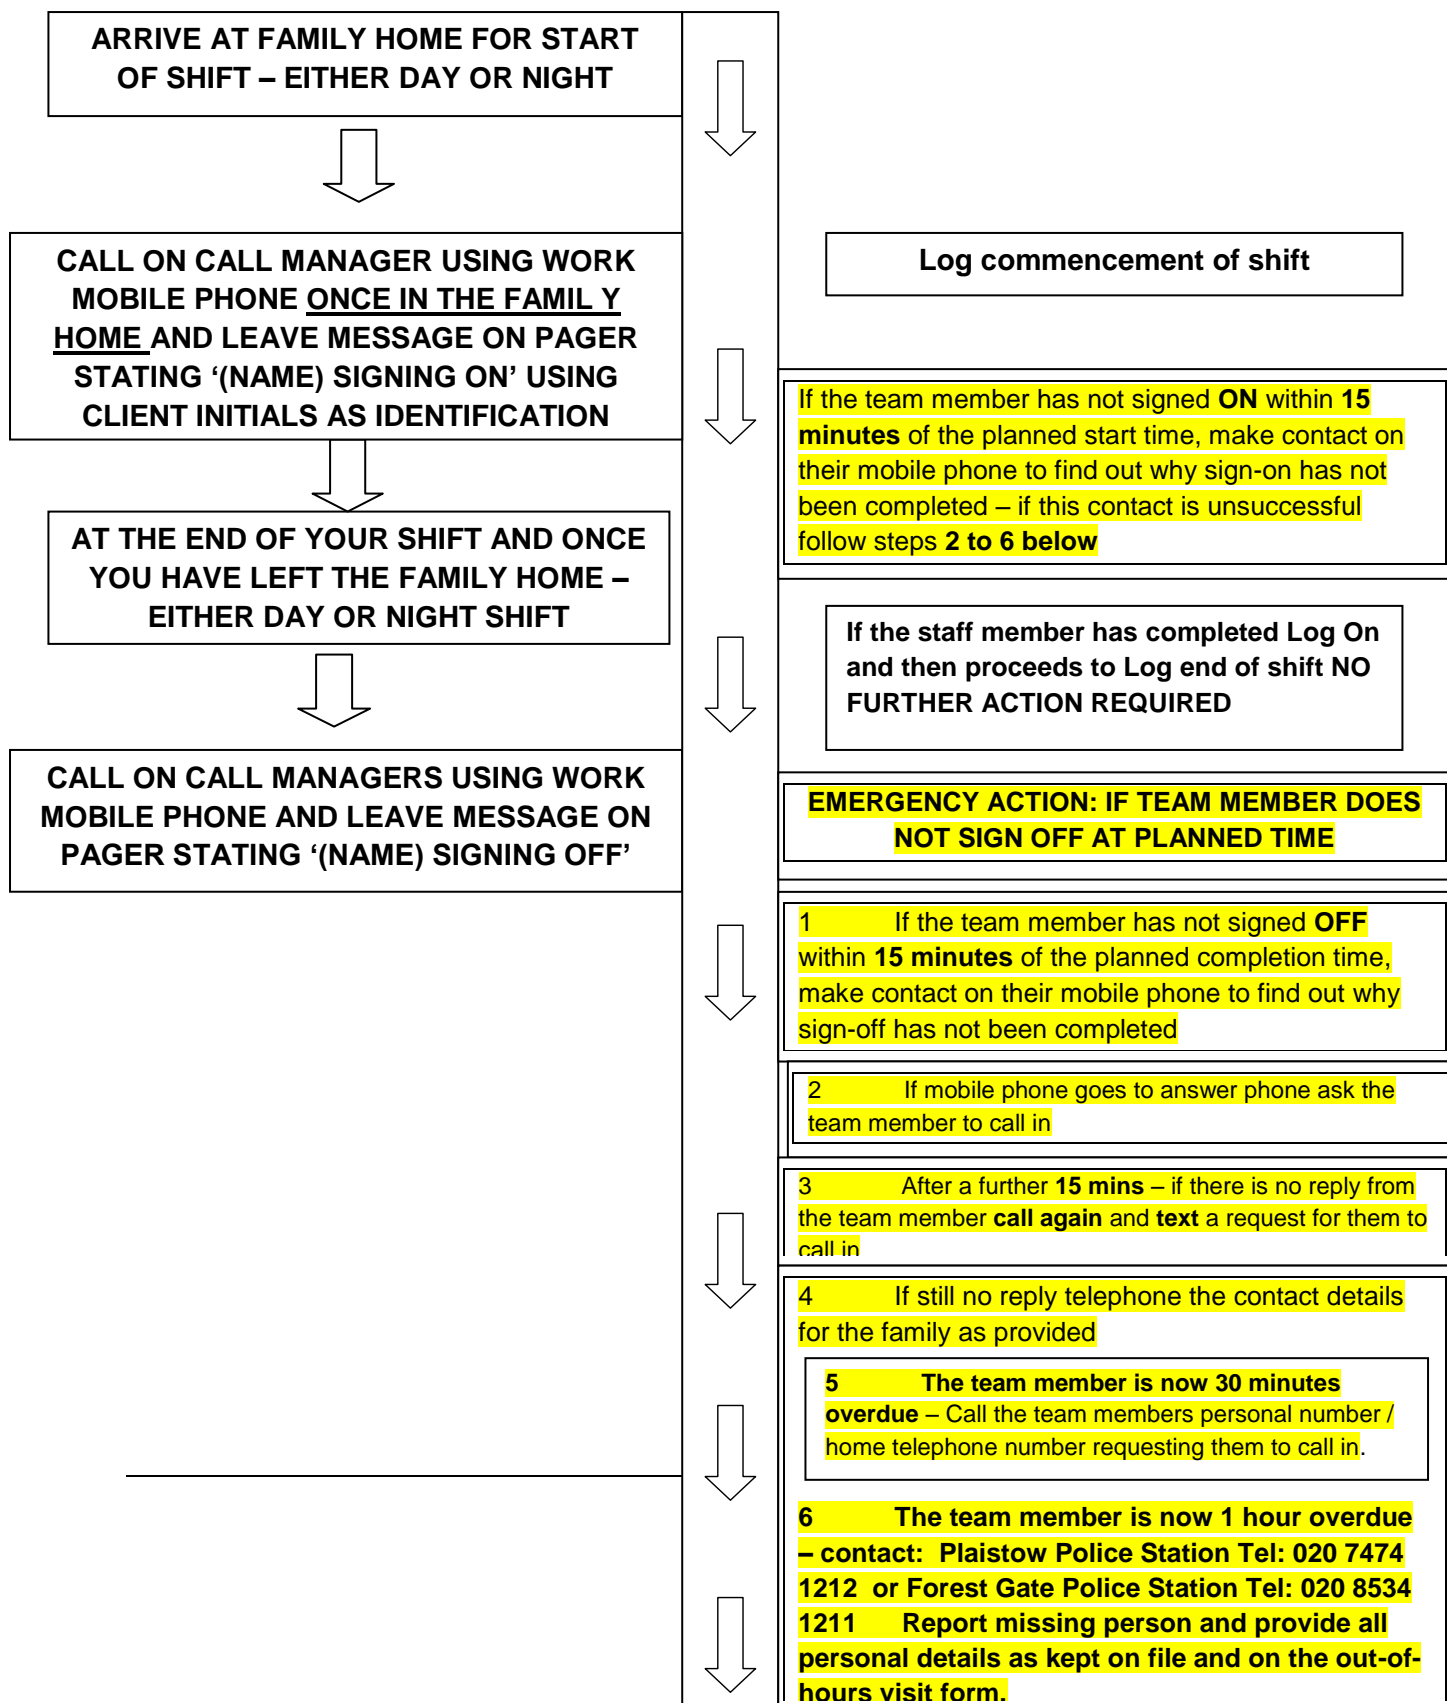 ARRIVE AT FAMILY HOME FOR START
OF SHIFT – EITHER DAY OR NIGHT
CALL ON CALL MANAGER USING WORK
MOBILE PHONE ONCE IN THE FAMIL Y
HOME AND LEAVE MESSAGE ON PAGER
STATING ‘(NAME) SIGNING ON’ USING
CLIENT INITIALS AS IDENTIFICATION
AT THE END OF YOUR SHIFT AND ONCE
YOU HAVE LEFT THE FAMILY HOME –
EITHER DAY OR NIGHT SHIFT
CALL ON CALL MANAGERS USING WORK
MOBILE PHONE AND LEAVE MESSAGE ON
PAGER STATING ‘(NAME) SIGNING OFF’
Log commencement of shift
If the team member has not signed ON within 15
minutes of the planned start time, make contact on
their mobile phone to find out why sign-on has not
been completed – if this contact is unsuccessful
follow steps 2 to 6 below
If the staff member has completed Log On
and then proceeds to Log end of shift NO
FURTHER ACTION REQUIRED
EMERGENCY ACTION: IF TEAM MEMBER DOES
NOT SIGN OFF AT PLANNED TIME
1 If the team member has not signed OFF
within 15 minutes of the planned completion time,
make contact on their mobile phone to find out why
sign-off has not been completed
2 If mobile phone goes to answer phone ask the
team member to call in
3 After a further 15 mins – if there is no reply from
the team member call again and text a request for them to
call in
4 If still no reply telephone the contact details
for the family as provided
5 The team member is now 30 minutes
overdue – Call the team members personal number /
home telephone number requesting them to call in.
6 The team member is now 1 hour overdue
– contact: Plaistow Police Station Tel: 020 7474
1212 or Forest Gate Police Station Tel: 020 8534
1211 Report missing person and provide all
personal details as kept on file and on the out-of-
hours visit form.